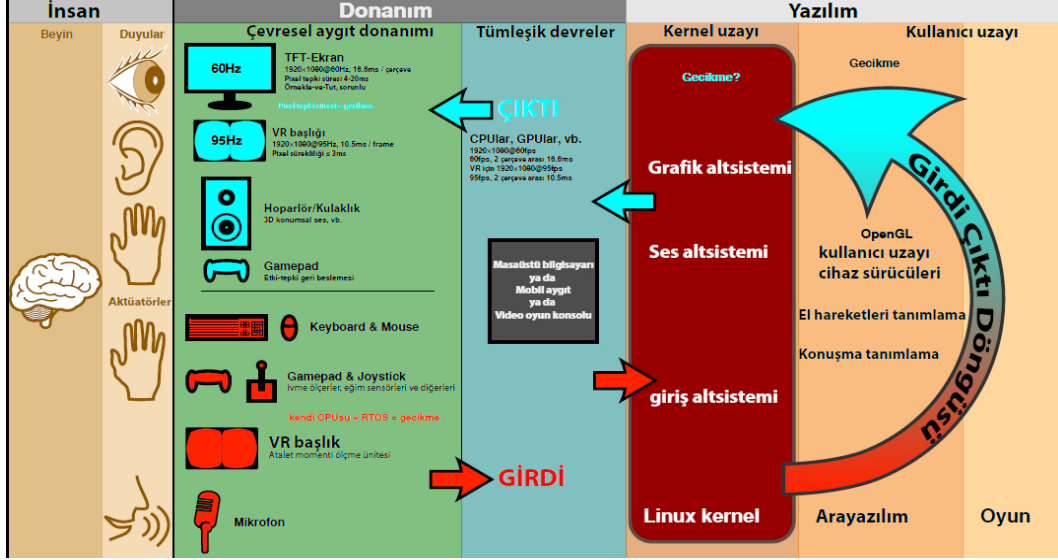 İnsan
Donanım
Yazılım
Beyin
Duyular
Çevresel aygıt donanımı
Tümleşik devreler
Kernel uzayı
Kullanıcı uzayı
60Hz
TFT-Ekran
1920×1080@60Hz, 16.6ms / çerçeve
Pixel tepki süresi 4-20ms
Örnekle-ve-Tut, sorunlu
95Hz
VR başlığı
1920×1080@95Hz, 10.5ms / frame
Pixel sürekliliği ≤ 3ms
Hoparlör/Kulaklık
3D konumsal ses, vb.
Gamepad
Etki-tepki geri beslemesi
Aktüatörler
Keyboard & Mouse
Gamepad & Joystick
ivme ölçerler, eğim sensörleri ve diğerleri
kendi CPUsu + RTOS = gecikme
VR başlık
Atalet momenti ölçme ünitesi
Mikrofon
ÇIKTI
CPUlar, GPUlar, vb.
1920×1080@60fps
60fps, 2 çerçeve arası 16.6ms
VR için 1920×1080@95fps
95fps, 2 çerçeve arası 10.5ms
Masaüstü bilgisayarı
ya da
Mobil aygıt
ya da
Video oyun konsolu
GİRDİ
Gecikme?
Grafik altsistemi
Ses altsistemi
giriş altsistemi
Linux kernel
Gecikme
OpenGL
kullanıcı uzayı
cihaz sürücüleri
El hareketleri tanımlama
Konuşma tanımlama
Arayazılım
Girdi Çıktı Döngüsü
Oyun